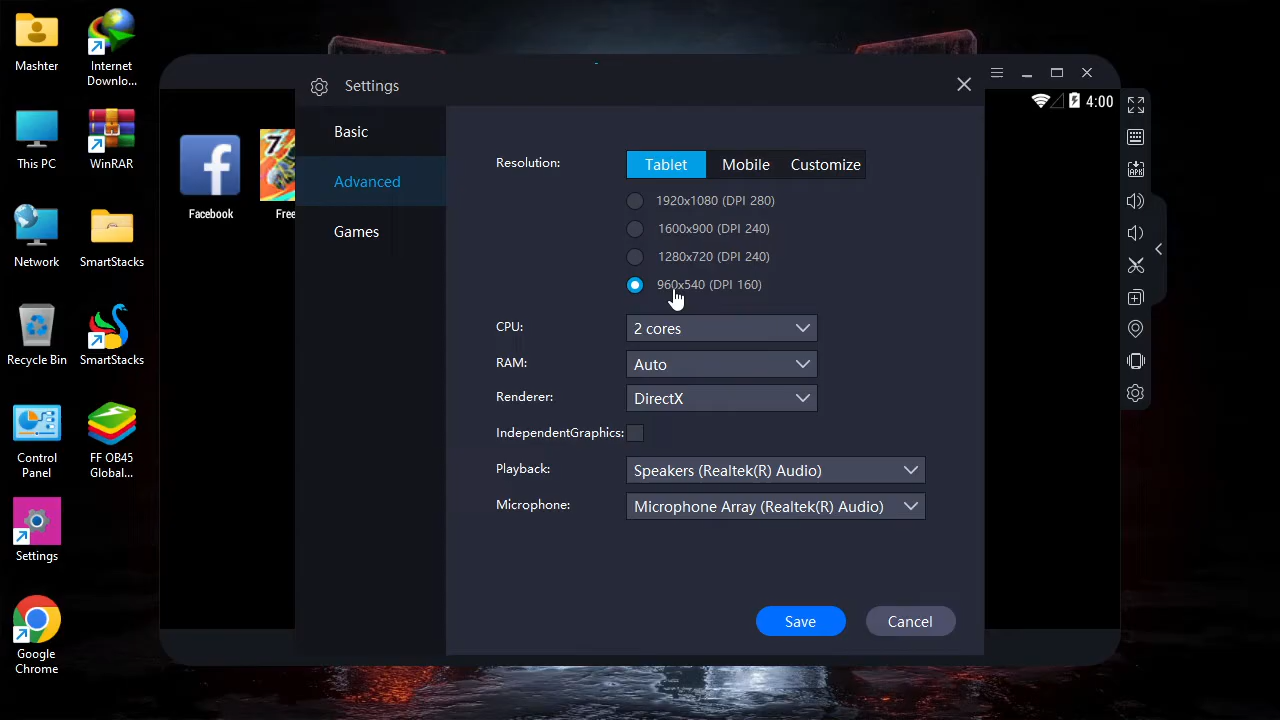 Mashter
Internet
Downlo...
This PC
WinRAR
Network
SmartStacks
Recycle Bin
SmartStacks
Control
Panel
FF OB45
Global...
Settings
Google
Chrome
Facebook
7
Free
4:00
Settings
Basic
Advanced
Games
Resolution:
Tablet
Mobile
Customize
1920x1080 (DPI 280)
1600x900 (DPI 240)
1280x720 (DPI 240)
960x540 (DPI 160)
CPU:
2 cores
RAM:
Auto
Renderer:
DirectX
IndependentGraphics:
Playback:
Speakers (Realtek(R) Audio)
Microphone:
Microphone Array (Realtek(R) Audio)
Save
Cancel
APK